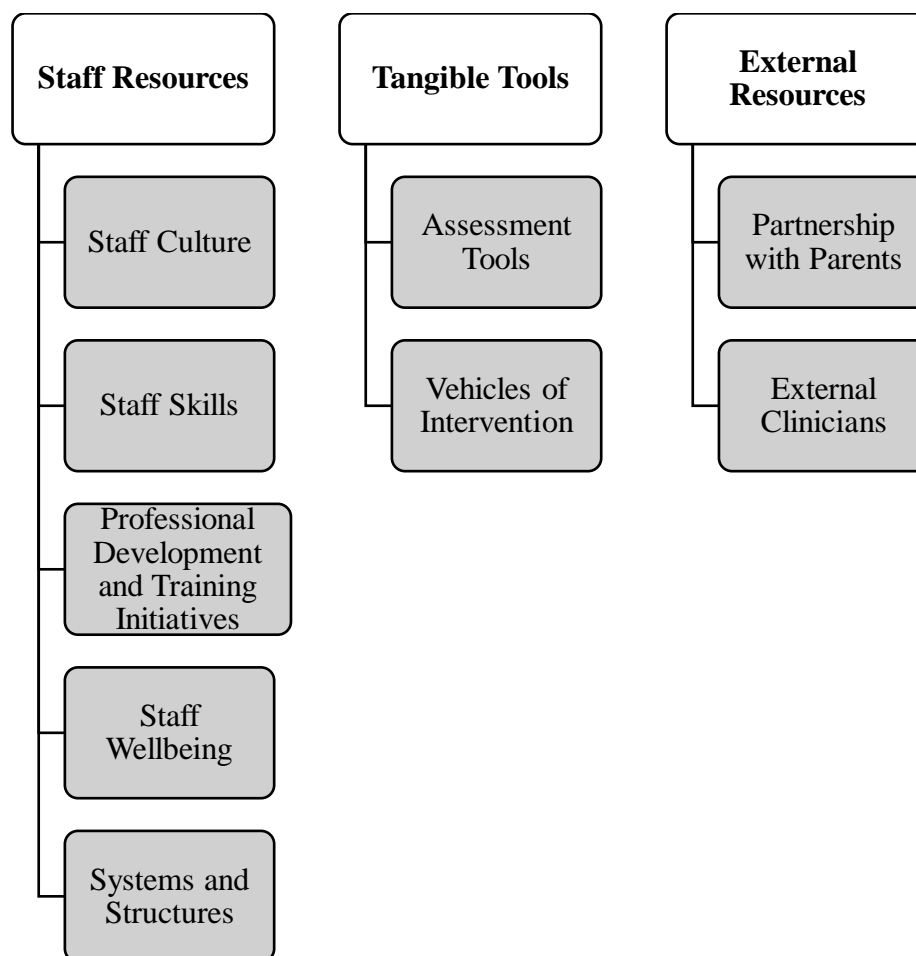 Staff Resources
Staff Culture
Staff Skills
Professional
Development
and Training
Initiatives
Staff
Wellbeing
Systems and
Structures
Tangible Tools
Assessment
Tools
Vehicles of
Intervention
External
Resources
Partnership
with Parents
External
Clinicians